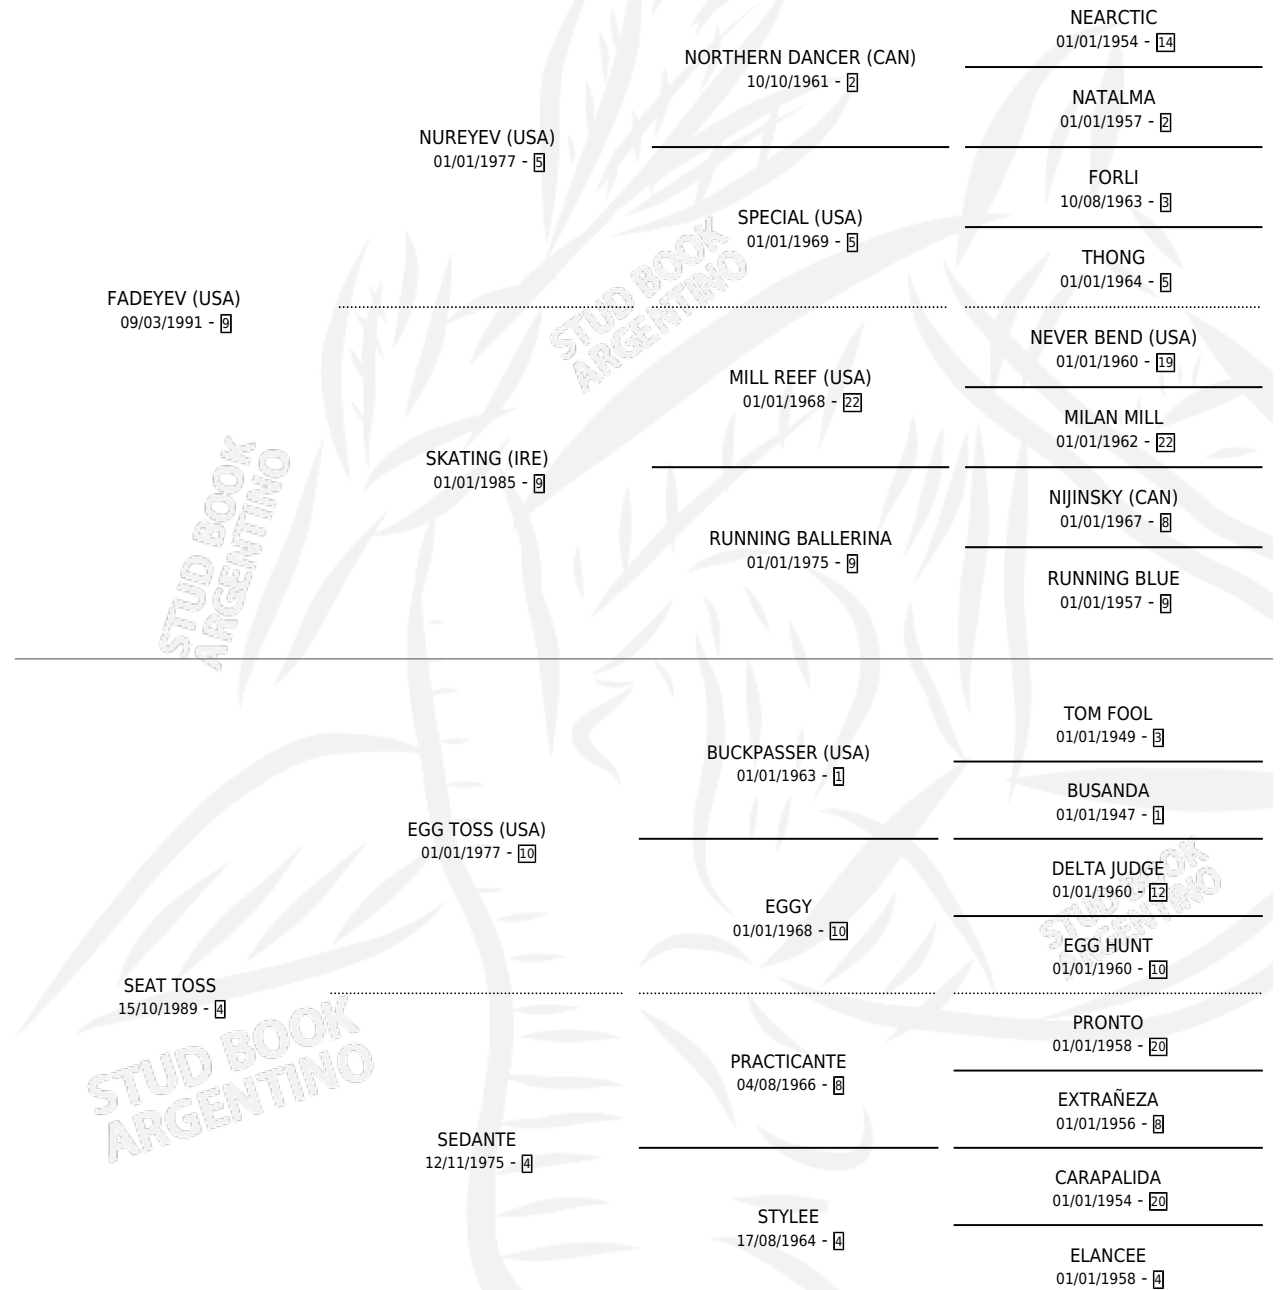 NEARCTIC
01/01/1954 - 14
NORTHERN DANCER (CAN)
10/10/1961 - 2
NATALMA
01/01/1957 - 2
NUREYEV (USA)
01/01/1977 - 5
FORLI
10/08/1963 - 3
SPECIAL (USA)
01/01/1969 - 5
THONG
01/01/1964 - 5
FADEYEV (USA)
09/03/1991 - 9
STUD BOOK
ARGENTINO
NEVER BEND (USA)
01/01/1960 - 19
MILL REEF (USA)
01/01/1968 - 22
MILAN MILL
01/01/1962 - 22
SKATING (IRE)
01/01/1985 - 9
NIJINSKY (CAN)
01/01/1967 - 8
RUNNING BALLERINA
01/01/1975 - 9
RUNNING BLUE
01/01/1957 - 9
STUD BOOK
ARGENTINO
TOM FOOL
01/01/1949 - 3
BUCKPASSER (USA)
01/01/1963 - 1
BUSANDA
01/01/1947 - 1
EGG TOSS (USA)
01/01/1977 - 10
DELTA JUDGE
01/01/1960 - 12
EGGY
01/01/1968 - 10
EGG HUNT
01/01/1960 - 10
STUD BOOK
ARGENTINO
SEAT TOSS
15/10/1989 - 4
PRONTO
01/01/1958 - 20
PRACTICANTE
04/08/1966 - 8
EXTRAÑEZA
01/01/1956 - 8
STUD BOOK
ARGENTINO
SEDANTE
12/11/1975 - 4
CARAPALIDA
01/01/1954 - 20
STYLEE
17/08/1964 - 4
ELANCEE
01/01/1958 - 4